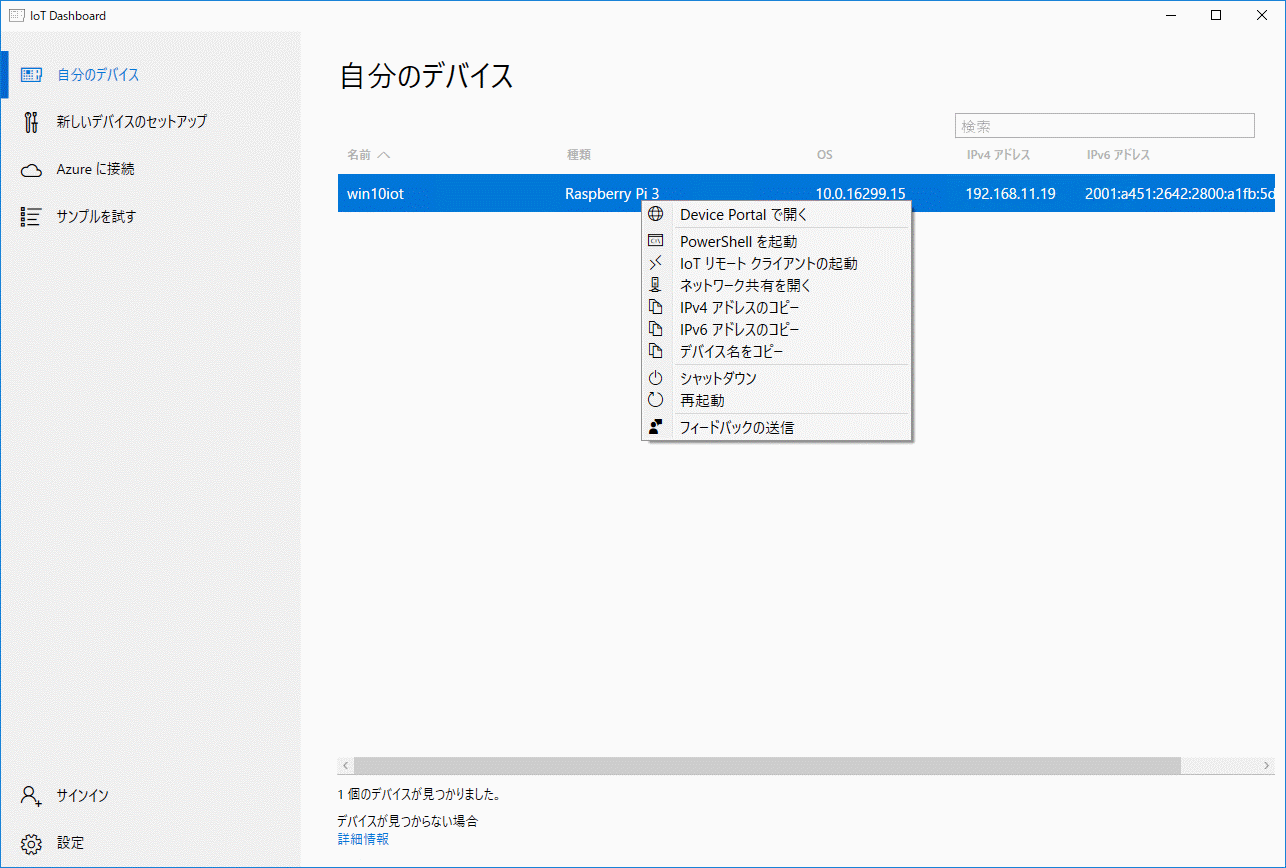 IoT Dashboard
自分のデバイス
新しいデバイスのセットアップ
Azure に接続
サンプルを試す
サインイン
設定
自分のデバイス
検索
名前 種類 OS IPv4 アドレス IPv6 アドレス
win10iot Raspberry Pi 3 10.0.16299.15 192.168.11.19 2001:a451:2642:2800:a1fb:5d
Device Portal で開く
PowerShell を起動
IoT リモート クライアントの起動
ネットワーク共有を開く
IPv4 アドレスのコピー
IPv6 アドレスのコピー
デバイス名をコピー
シャットダウン
再起動
フィードバックの送信
1 個のデバイスが見つかりました。
デバイスが見つからない場合
詳細情報